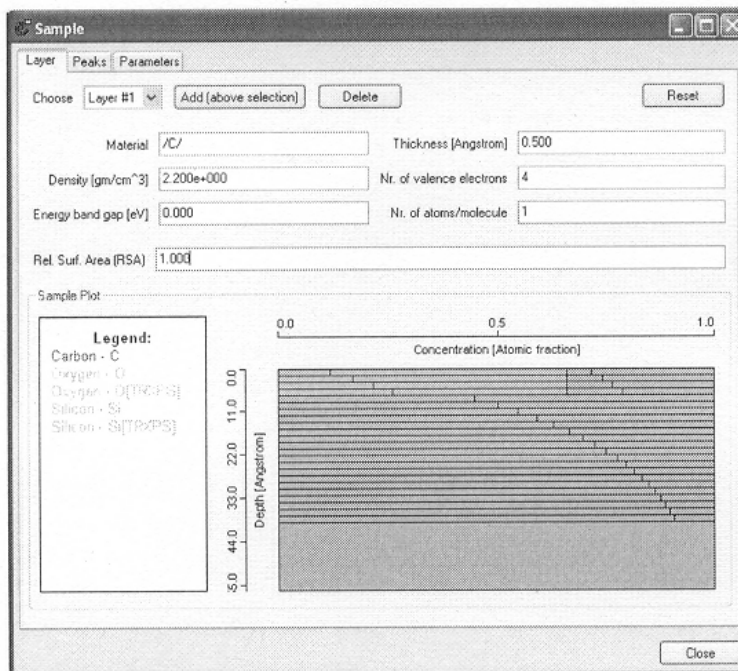 Sample
Layer Peaks Parameters
Choose Layer #1 Add (above selection) Delete Reset
Material /C/ Thickness [Angstrom] 0.500
Density [gm/cm^3] 2.200e+000 Nr. of valence electrons 4
Energy band gap [eV] 0.000 Nr. of atoms/molecule 1
Rel. Surf. Area (RSA) 1.000
Sample Plot
Legend:
Carbon - C
Oxygen - O
Oxygen - O[TRXPS]
Silicon - Si
Silicon - Si[TRXPS]
0.0 0.5 1.0
Concentration [Atomic fraction]
Depth [Angstrom]
0.0
11.0
22.0
33.0
44.0
5.0
Close